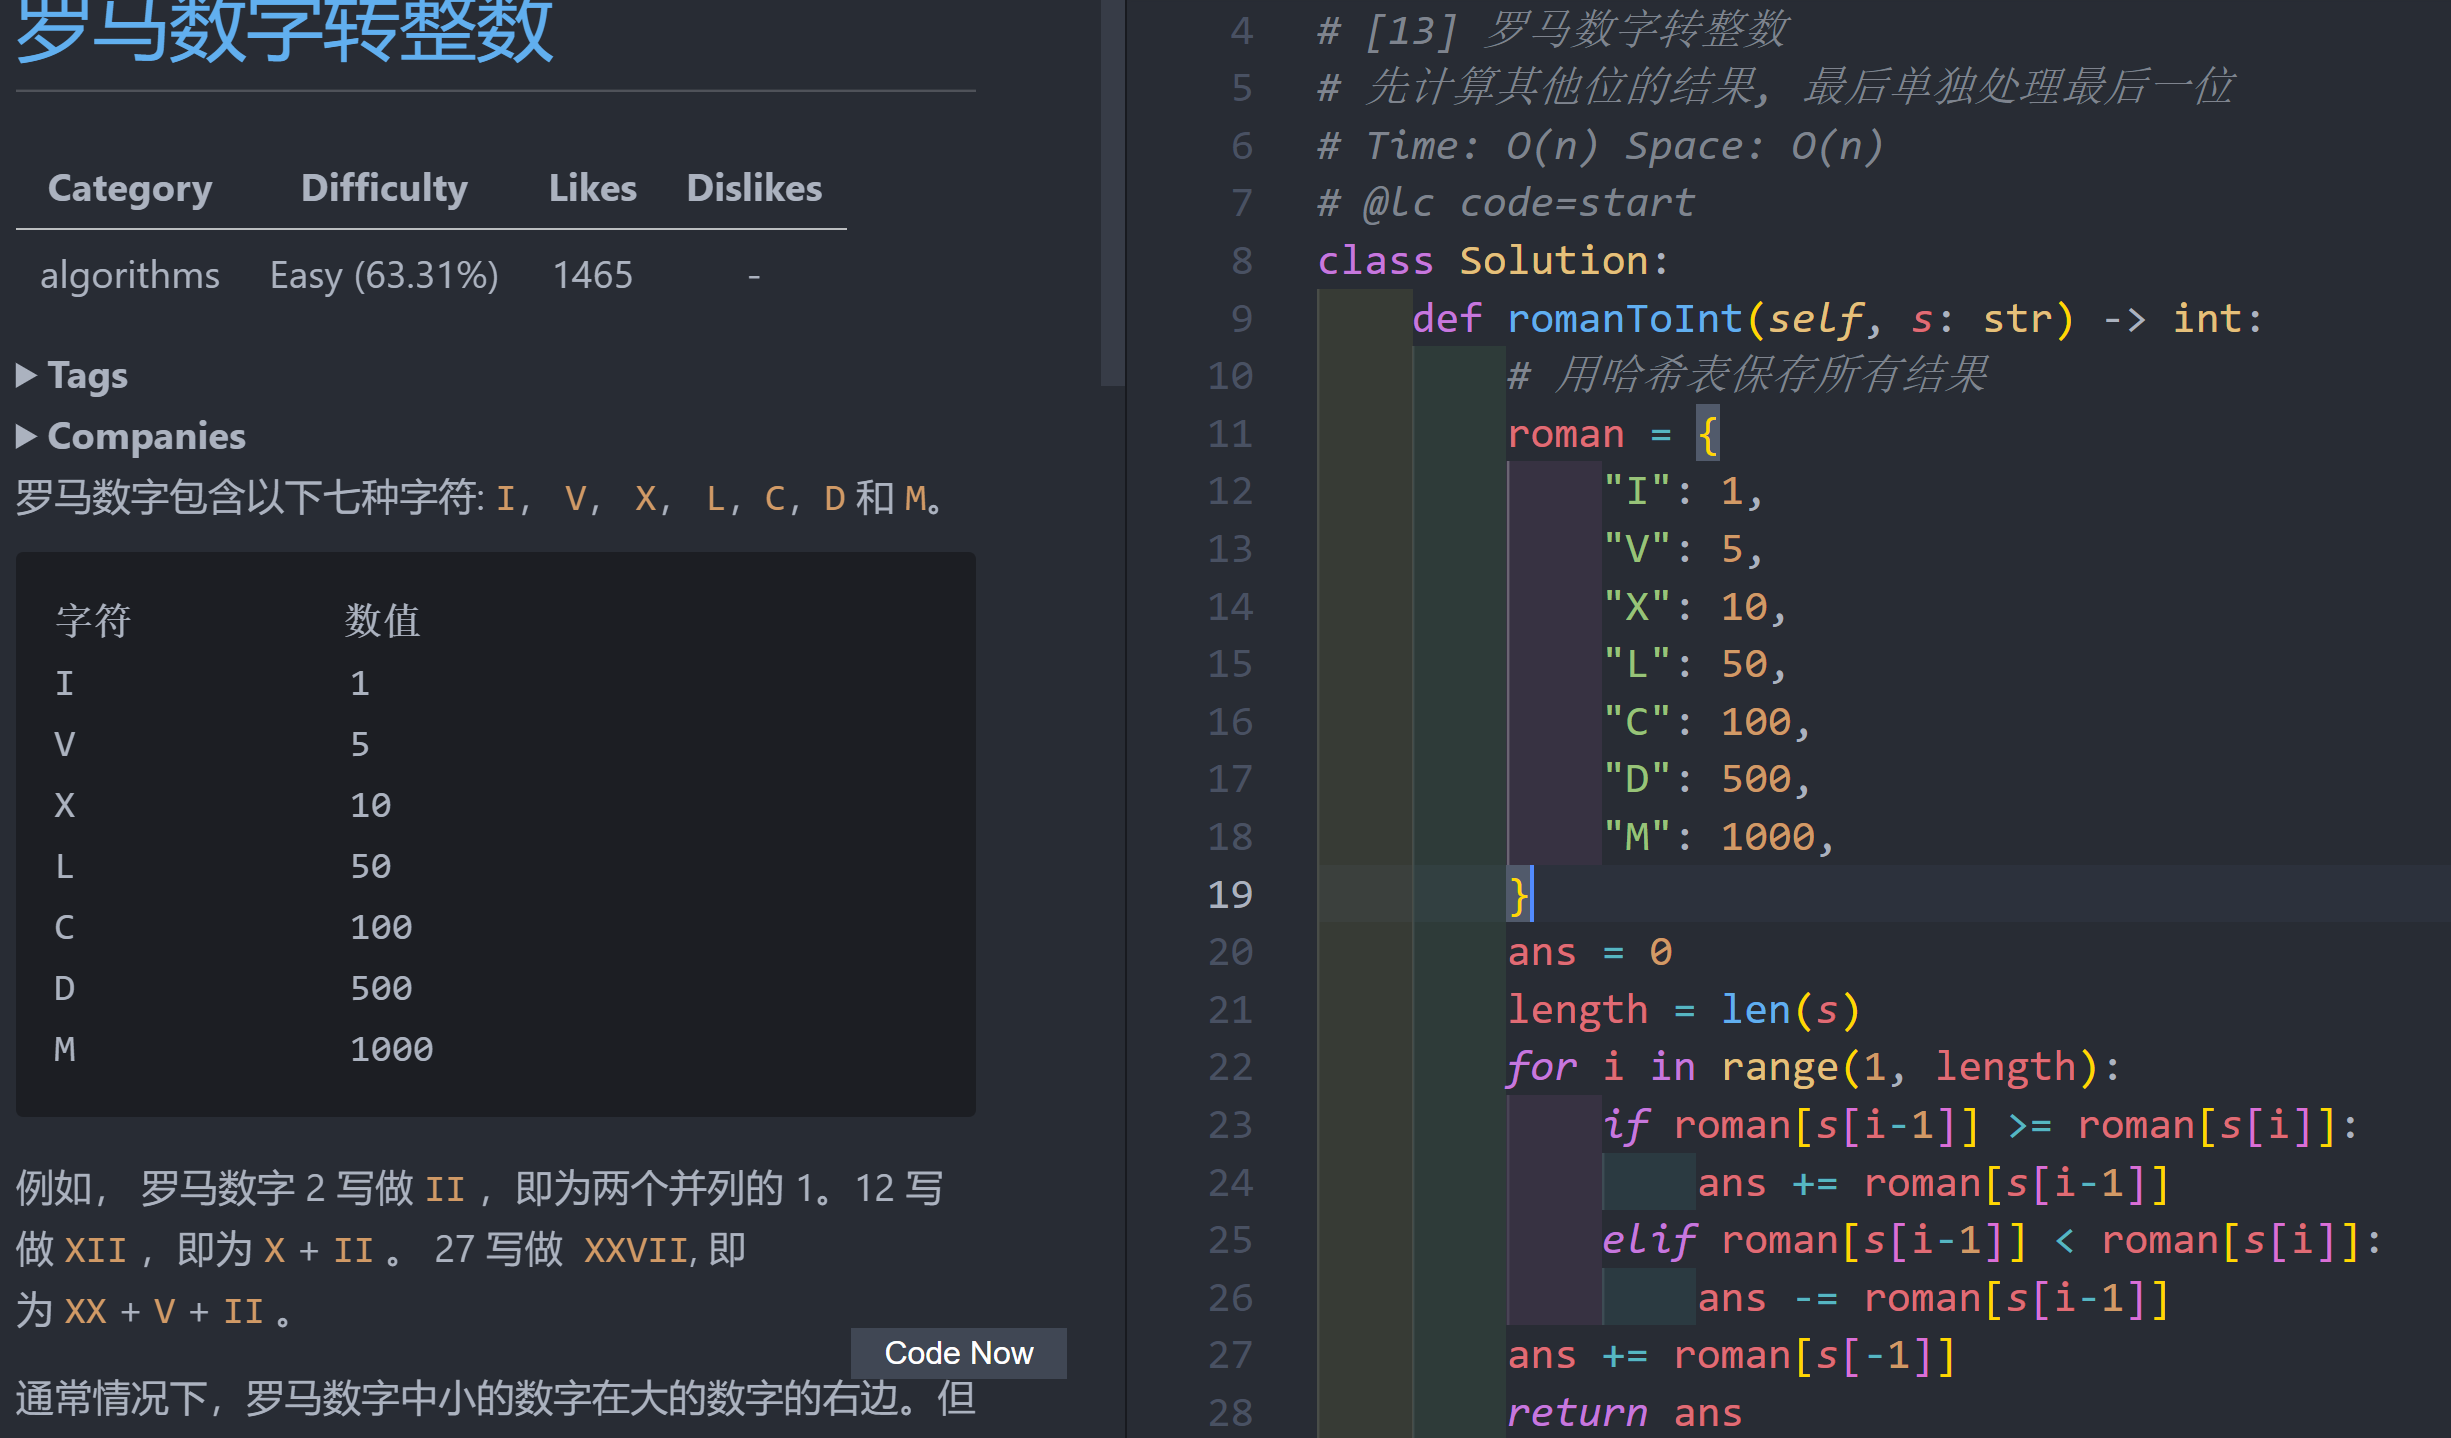 罗马数字转整数
Category Difficulty Likes Dislikes
algorithms Easy (63.31%) 1465 -
▶ Tags
▶ Companies
罗马数字包含以下七种字符: I， V， X， L，C，D 和 M。
字符 数值
I 1
V 5
X 10
L 50
C 100
D 500
M 1000
例如， 罗马数字 2 写做 II ，即为两个并列的 1。12 写
做 XII ，即为 X + II 。 27 写做 XXVII, 即
为 XX + V + II 。
Code Now
通常情况下，罗马数字中小的数字在大的数字的右边。但
4 # [13] 罗马数字转整数
5 # 先计算其他位的结果, 最后单独处理最后一位
6 # Time: O(n) Space: O(n)
7 # @lc code=start
8 class Solution:
9     def romanToInt(self, s: str) -> int:
10         # 用哈希表保存所有结果
11         roman = {
12             "I": 1,
13             "V": 5,
14             "X": 10,
15             "L": 50,
16             "C": 100,
17             "D": 500,
18             "M": 1000,
19         }
20         ans = 0
21         length = len(s)
22         for i in range(1, length):
23             if roman[s[i-1]] >= roman[s[i]]:
24                 ans += roman[s[i-1]]
25             elif roman[s[i-1]] < roman[s[i]]:
26                 ans -= roman[s[i-1]]
27         ans += roman[s[-1]]
28         return ans